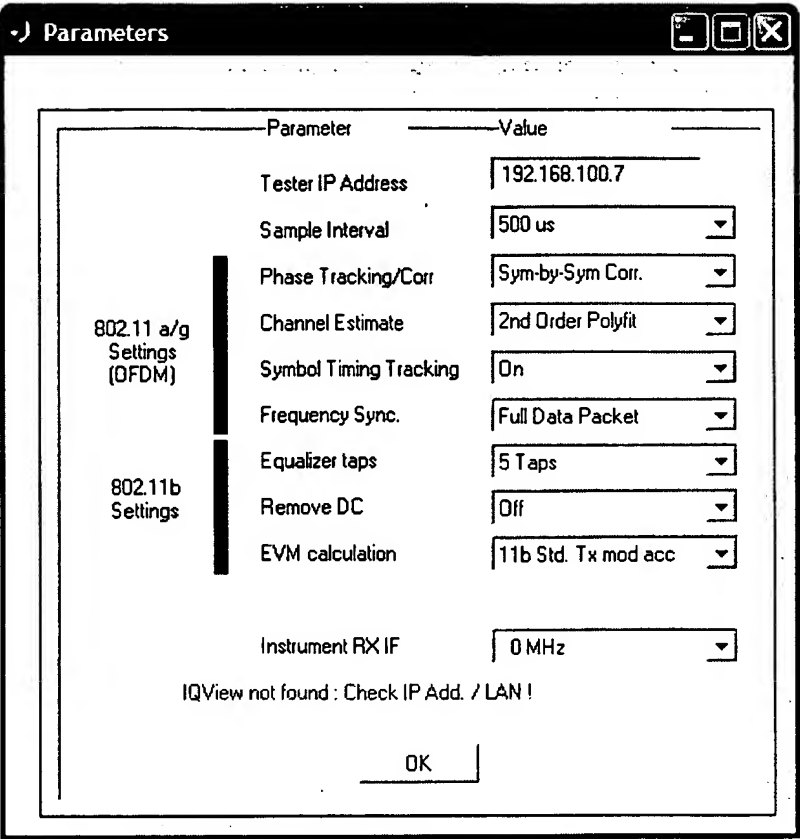 Parameters
Parameter Value
Tester IP Address 192.168.100.7
Sample Interval 500 us
Phase Tracking/Corr Sym-by-Sym Corr.
802.11 a/g
Settings
(OFDM)
Channel Estimate 2nd Order Polyfit
Symbol Timing Tracking On
Frequency Sync. Full Data Packet
802.11b
Settings
Equalizer taps 5 Taps
Remove DC Off
EVM calculation 11b Std. Tx mod acc
Instrument RX IF 0 MHz
IQView not found : Check IP Add. / LAN !
OK